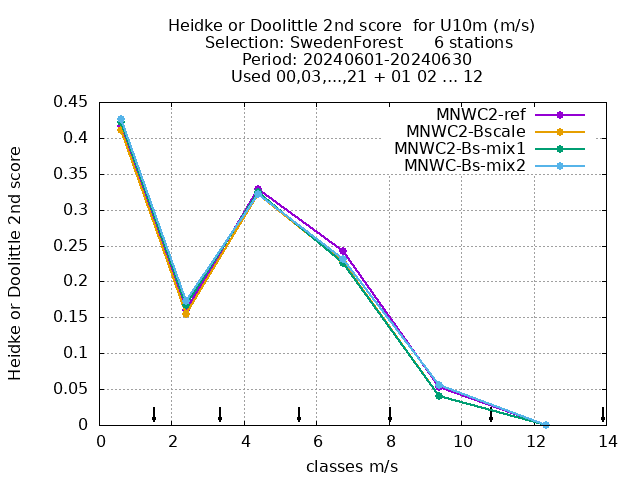 Heidke or Doolittle 2nd score  for U10m (m/s)
Selection: SwedenForest      6 stations
Period: 20240601-20240630
Used 00,03,...,21 + 01 02 ... 12
MNWC2-ref
MNWC2-Bscale
MNWC2-Bs-mix1
MNWC-Bs-mix2
Heidke or Doolittle 2nd score
0.45
0.4
0.35
0.3
0.25
0.2
0.15
0.1
0.05
0
0 2 4 6 8 10 12 14
classes m/s